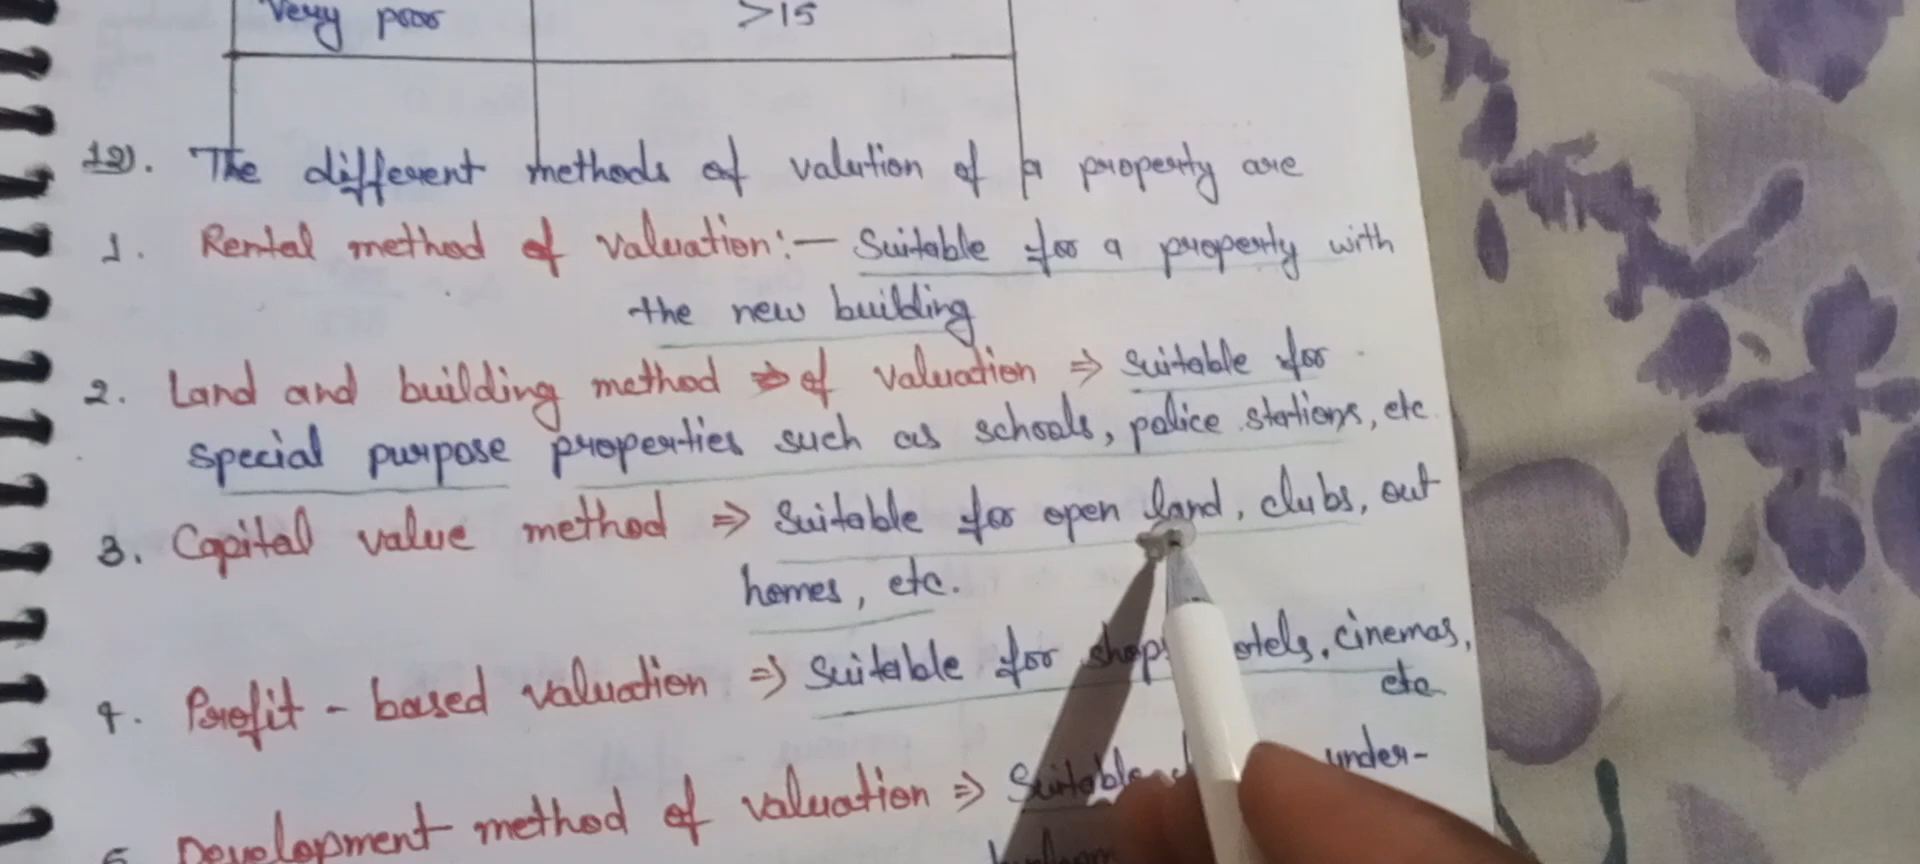 Very poor >15
12). The different methods of valution of a property are
1. Rental method of valuation:— Suitable for a property with
the new building
2. Land and building method of valuation ⇒ Suitable for
special purpose properties such as schools, police stations, etc
3. Capital value method ⇒ Suitable for open land, clubs, out
homes, etc.
4. Profit - based valuation ⇒ Suitable for cinemas,
etc
Development method of valuation ⇒ Suitable under-